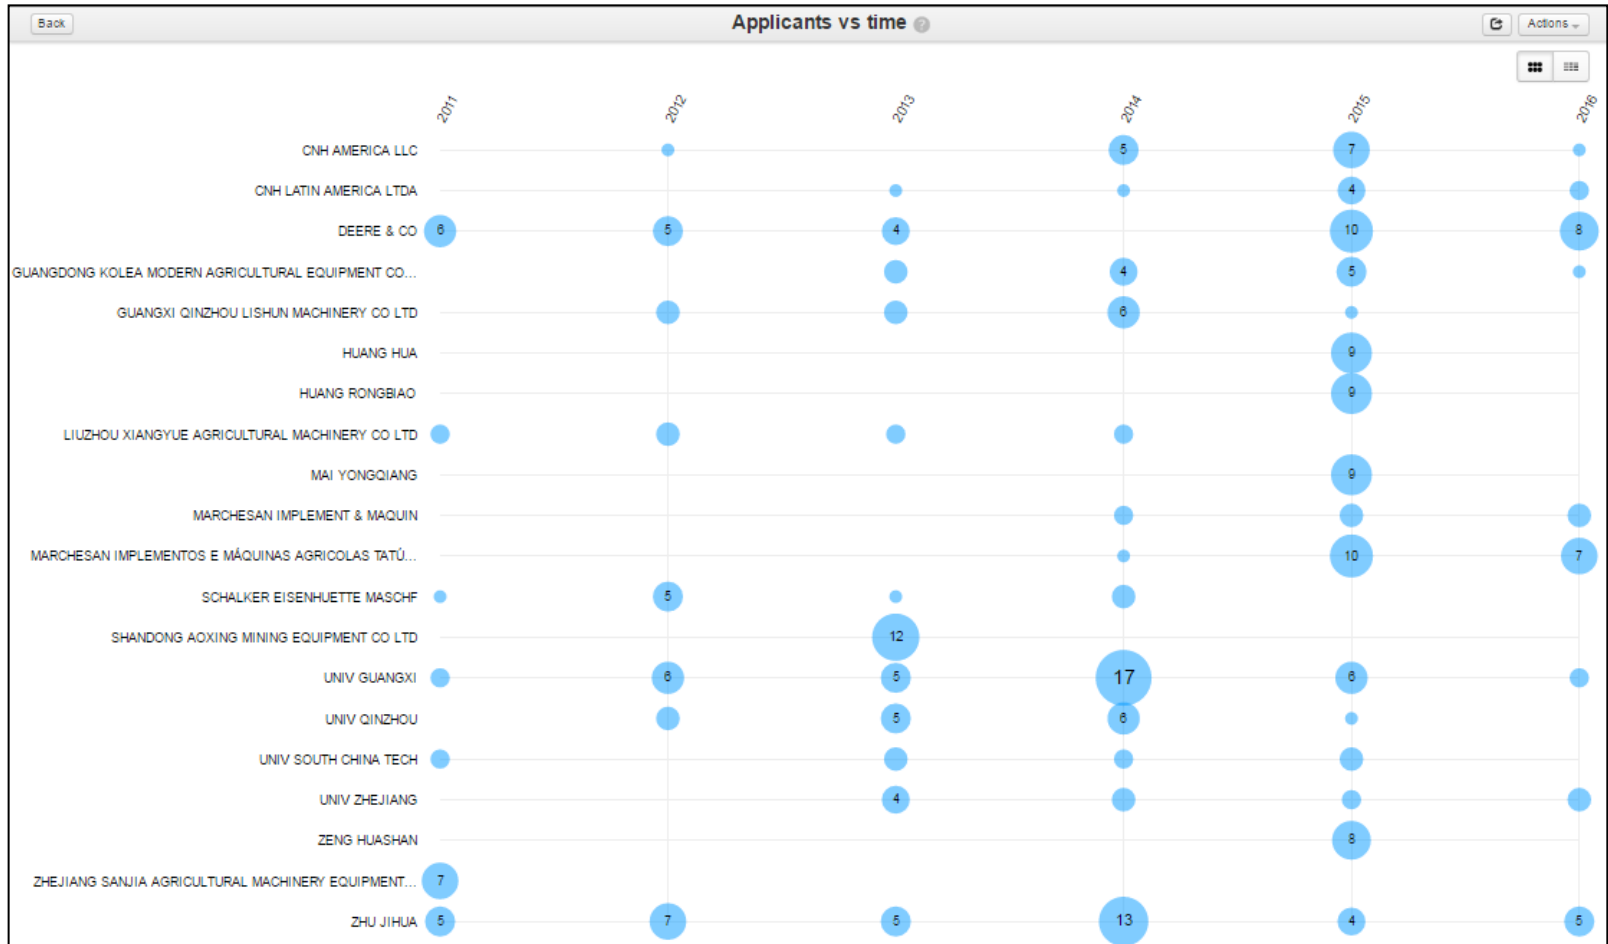 Back
Applicants vs time ?
Actions
2011 2012 2013 2014 2015 2016
CNH AMERICA LLC 5 7
CNH LATIN AMERICA LTDA 4
DEERE & CO 6 5 4 10 8
GUANGDONG KOLEA MODERN AGRICULTURAL EQUIPMENT CO... 4 5
GUANGXI QINZHOU LISHUN MACHINERY CO LTD 6
HUANG HUA 9
HUANG RONGBIAO 9
LIUZHOU XIANGYUE AGRICULTURAL MACHINERY CO LTD
MAI YONGQIANG 9
MARCHESAN IMPLEMENT & MAQUIN
MARCHESAN IMPLEMENTOS E MÁQUINAS AGRICOLAS TATÚ... 10 7
SCHALKER EISENHUETTE MASCHF 5
SHANDONG AOXING MINING EQUIPMENT CO LTD 12
UNIV GUANGXI 6 5 17 6
UNIV QINZHOU 5 6
UNIV SOUTH CHINA TECH
UNIV ZHEJIANG 4
ZENG HUASHAN 8
ZHEJIANG SANJIA AGRICULTURAL MACHINERY EQUIPMENT... 7
ZHU JIHUA 5 7 5 13 4 5